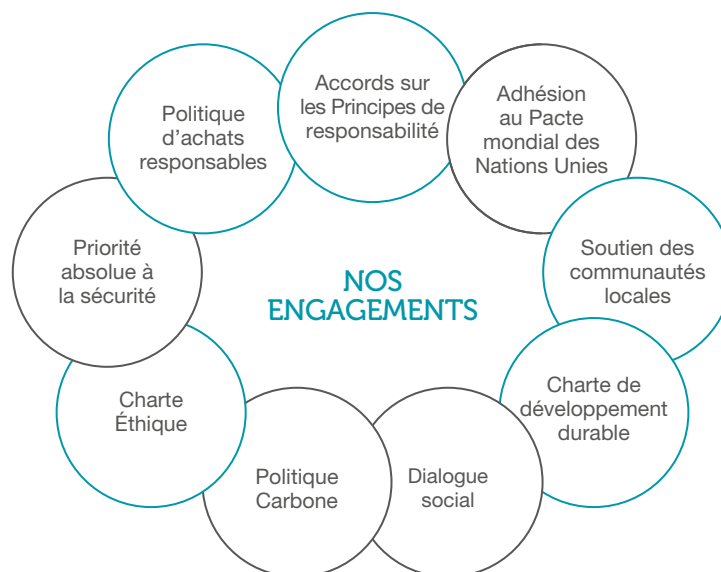 Accords sur
les Principes de
responsabilité
Adhésion
au Pacte
mondial des
Nations Unies
Soutien des
communautés
locales
Charte de
développement
durable
Dialogue
social
Politique
Carbone
Charte
Éthique
Priorité
absolue à
la sécurité
Politique
d’achats
responsables
NOS
ENGAGEMENTS